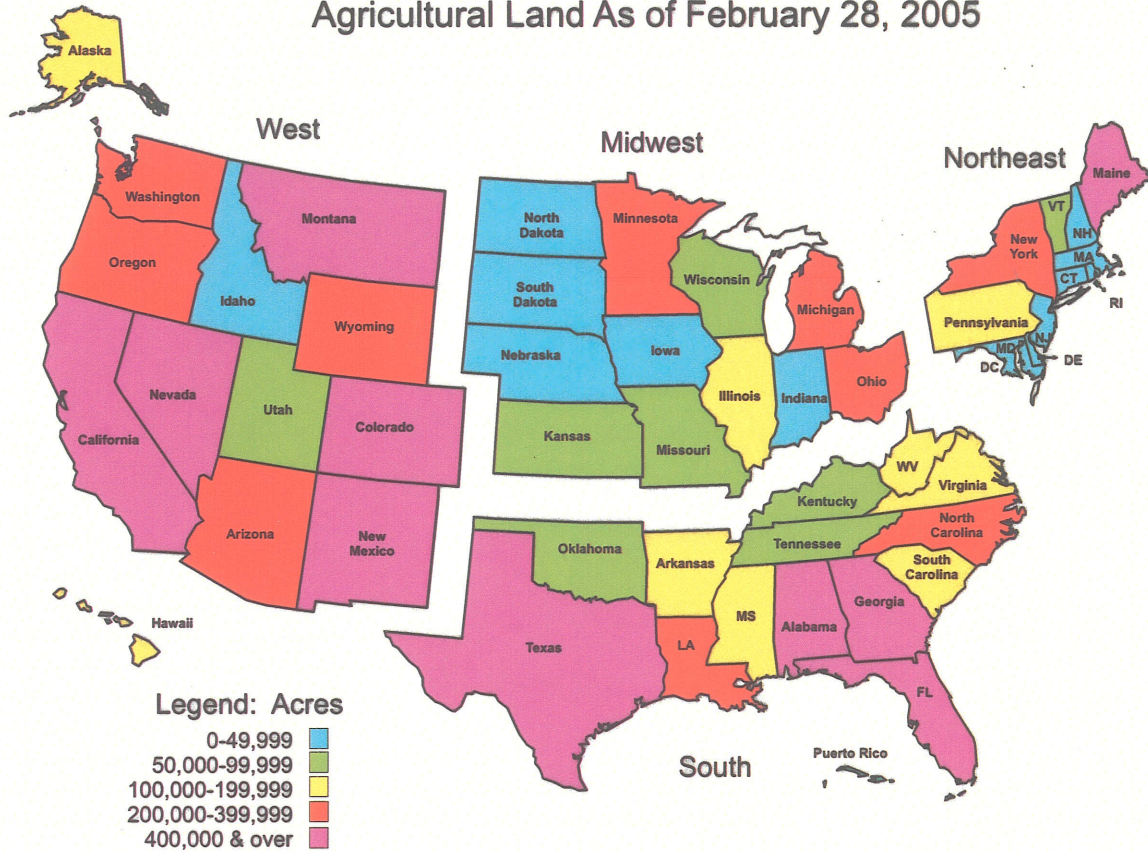 Agricultural Land As of February 28, 2005
Alaska
West
Midwest
Northeast
Washington
Oregon
Idaho
Montana
Wyoming
California
Nevada
Utah
Colorado
Arizona
New
Mexico
Hawaii
North
Dakota
South
Dakota
Nebraska
Kansas
Minnesota
Iowa
Missouri
Wisconsin
Illinois
Michigan
Indiana
Ohio
Maine
VT
NH
New
York
MA
CT
RI
Pennsylvania
NJ
MD
DE
DC
WV
Virginia
Kentucky
Tennessee
North
Carolina
South
Carolina
Oklahoma
Arkansas
Texas
LA
MS
Alabama
Georgia
FL
South
Puerto Rico
Legend: Acres
0-49,999
50,000-99,999
100,000-199,999
200,000-399,999
400,000 & over